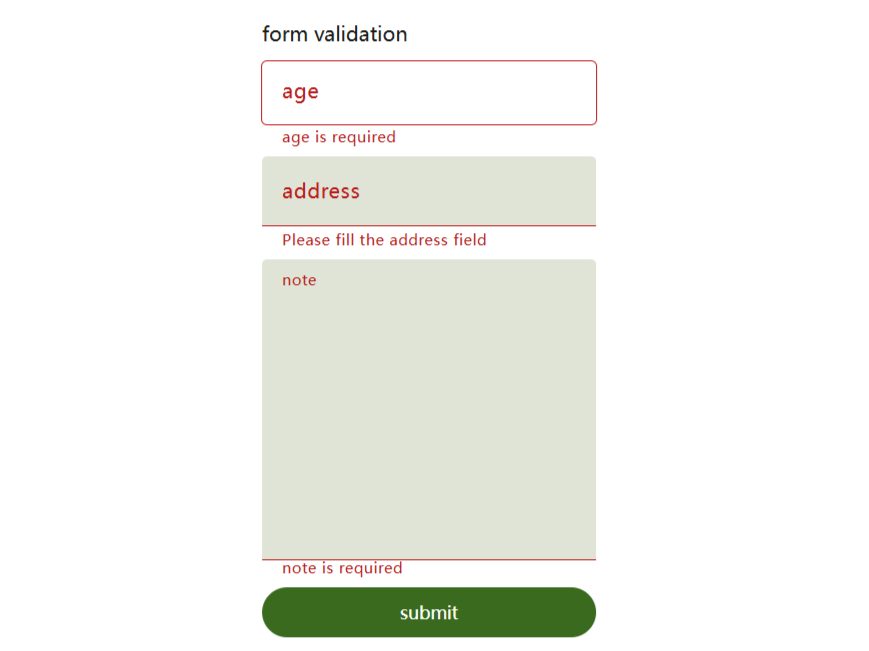 form validation
age
age is required
address
Please fill the address field
note
note is required
submit